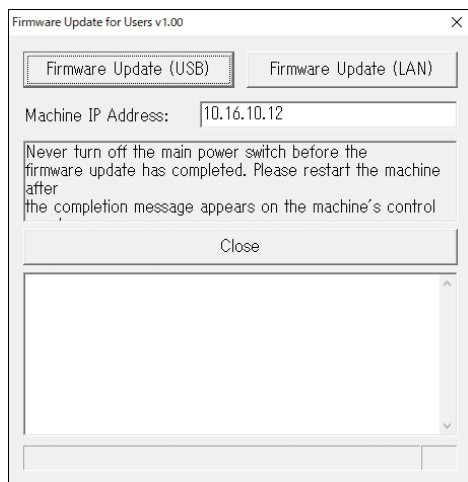 Firmware Update for Users v1.00
Firmware Update (USB)
Firmware Update (LAN)
Machine IP Address:
10.16.10.12
Never turn off the main power switch before the
firmware update has completed. Please restart the machine
after
the completion message appears on the machine's control
Close